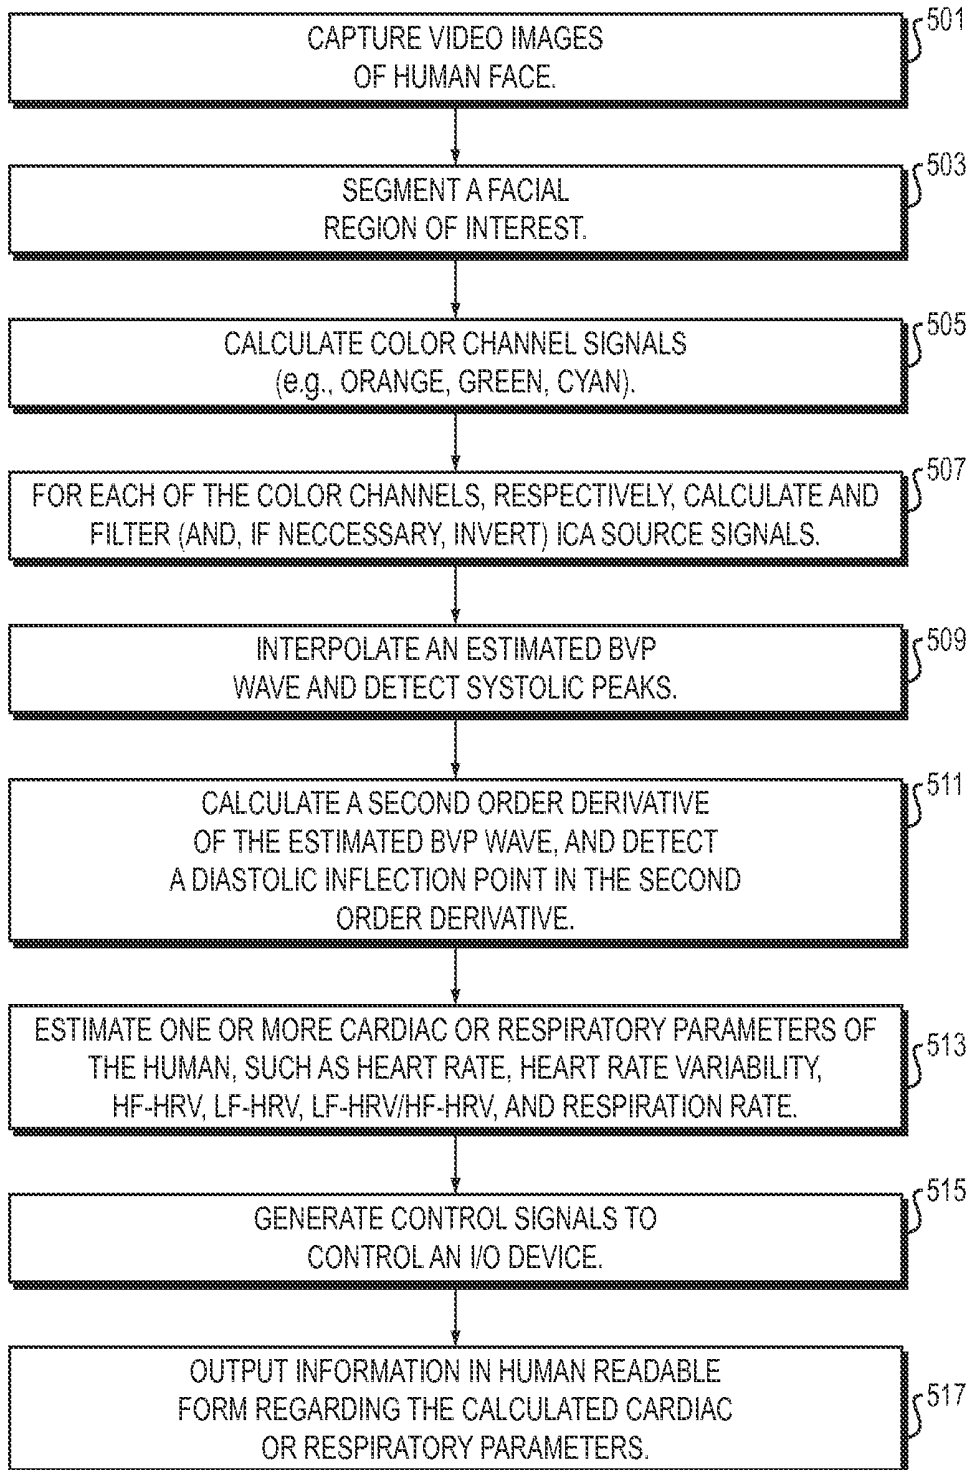 501
CAPTURE VIDEO IMAGES
OF HUMAN FACE.
503
SEGMENT A FACIAL
REGION OF INTEREST.
505
CALCULATE COLOR CHANNEL SIGNALS
(e.g., ORANGE, GREEN, CYAN).
507
FOR EACH OF THE COLOR CHANNELS, RESPECTIVELY, CALCULATE AND
FILTER (AND, IF NECCESSARY, INVERT) ICA SOURCE SIGNALS.
509
INTERPOLATE AN ESTIMATED BVP
WAVE AND DETECT SYSTOLIC PEAKS.
511
CALCULATE A SECOND ORDER DERIVATIVE
OF THE ESTIMATED BVP WAVE, AND DETECT
A DIASTOLIC INFLECTION POINT IN THE SECOND
ORDER DERIVATIVE.
513
ESTIMATE ONE OR MORE CARDIAC OR RESPIRATORY PARAMETERS OF
THE HUMAN, SUCH AS HEART RATE, HEART RATE VARIABILITY,
HF-HRV, LF-HRV, LF-HRV/HF-HRV, AND RESPIRATION RATE.
515
GENERATE CONTROL SIGNALS TO
CONTROL AN I/O DEVICE.
517
OUTPUT INFORMATION IN HUMAN READABLE
FORM REGARDING THE CALCULATED CARDIAC
OR RESPIRATORY PARAMETERS.